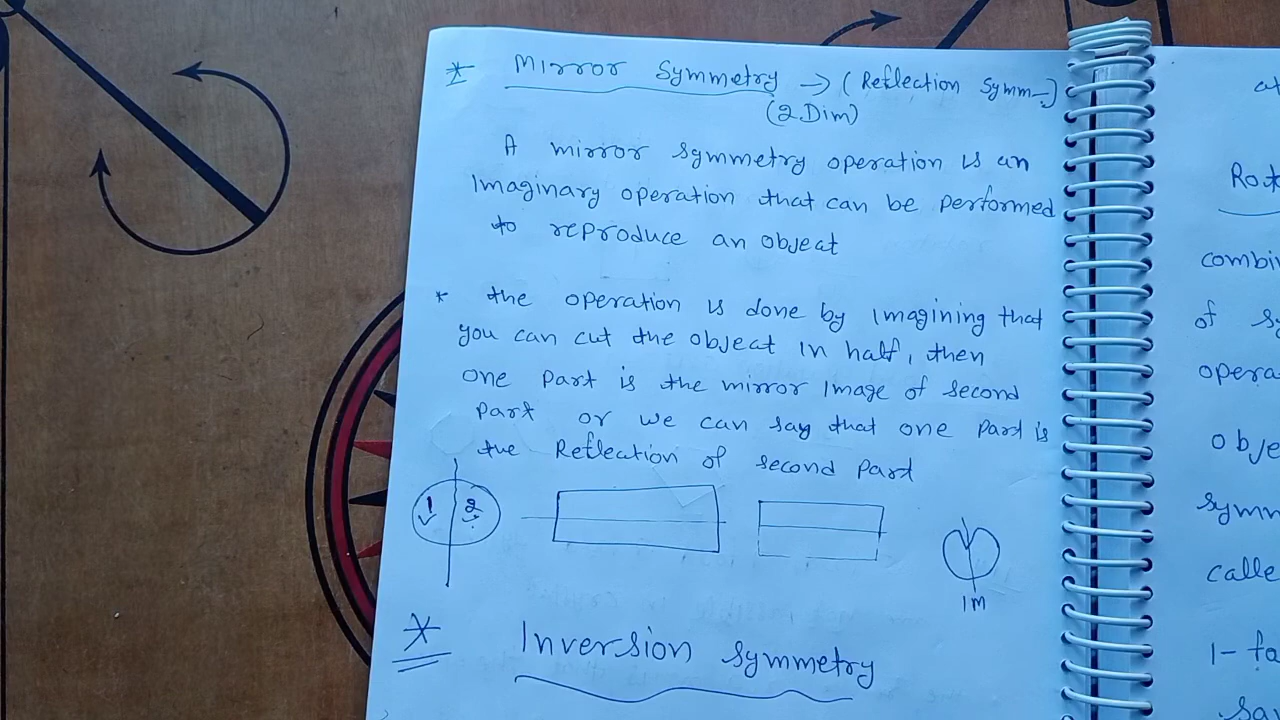 * Mirror Symmetry → (Reflection Symm-)
(2 Dim)
A mirror symmetry operation is an
Imaginary operation that can be performed
to reproduce an object
* the operation is done by imagining that
you can cut the object in half, then
one part is the mirror Image of second
part or we can say that one part is
the Reflection of second part
1 2
1M
* Inversion symmetry
Rot
combi
of sy
opera
obje
symm
calle
1-fo